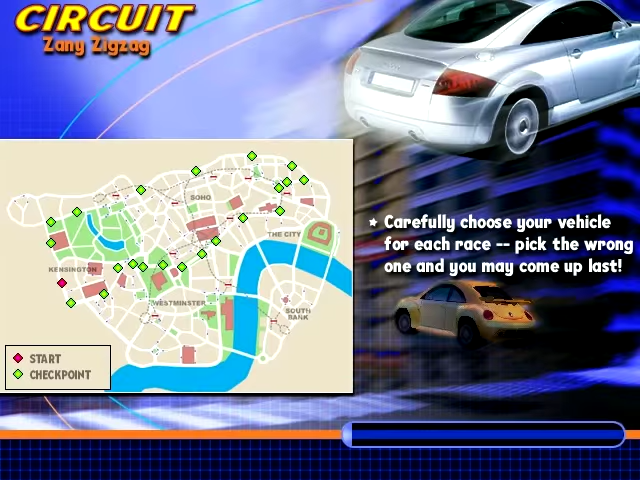 CIRCUIT
Zany Zigzag
SOHO
THE CITY
KENSINGTON
WESTMINSTER
SOUTH
BANK
START
CHECKPOINT
Carefully choose your vehicle
for each race -- pick the wrong
one and you may come up last!